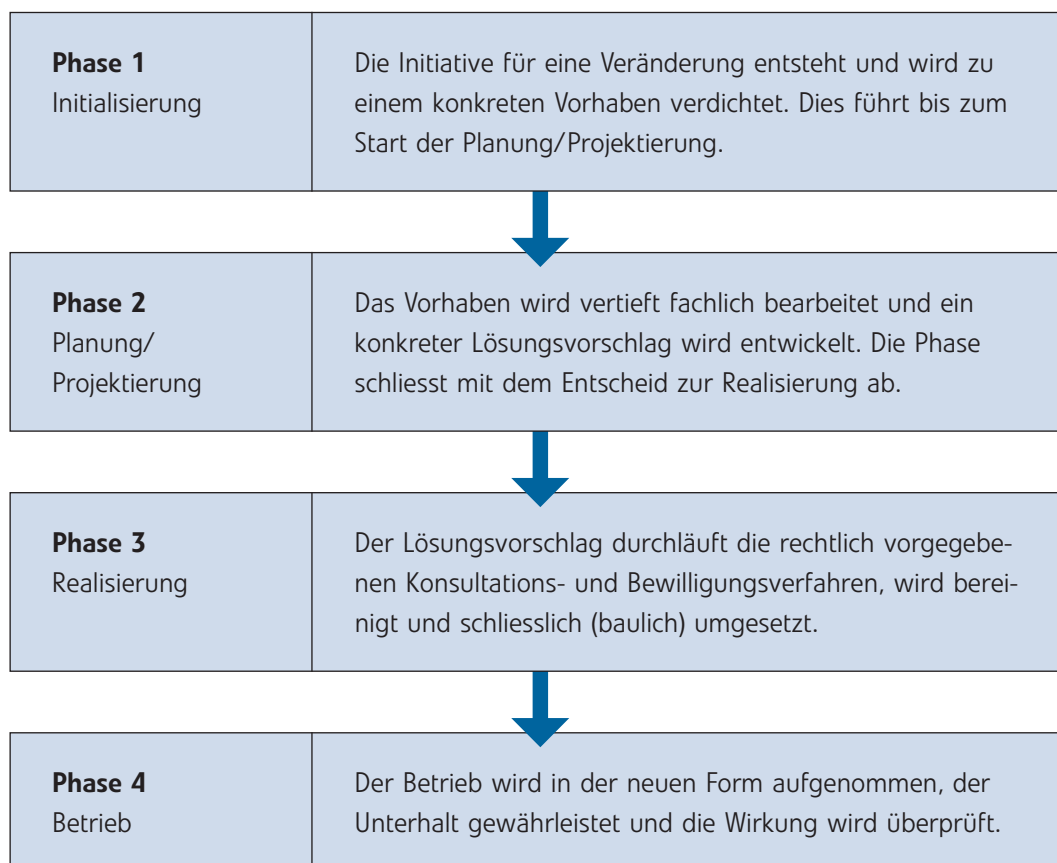 Phase 1
Initialisierung
Die Initiative für eine Veränderung entsteht und wird zu
einem konkreten Vorhaben verdichtet. Dies führt bis zum
Start der Planung/Projektierung.
Phase 2
Planung/
Projektierung
Das Vorhaben wird vertieft fachlich bearbeitet und ein
konkreter Lösungsvorschlag wird entwickelt. Die Phase
schliesst mit dem Entscheid zur Realisierung ab.
Phase 3
Realisierung
Der Lösungsvorschlag durchläuft die rechtlich vorgegebe-
nen Konsultations- und Bewilligungsverfahren, wird berei-
nigt und schliesslich (baulich) umgesetzt.
Phase 4
Betrieb
Der Betrieb wird in der neuen Form aufgenommen, der
Unterhalt gewährleistet und die Wirkung wird überprüft.